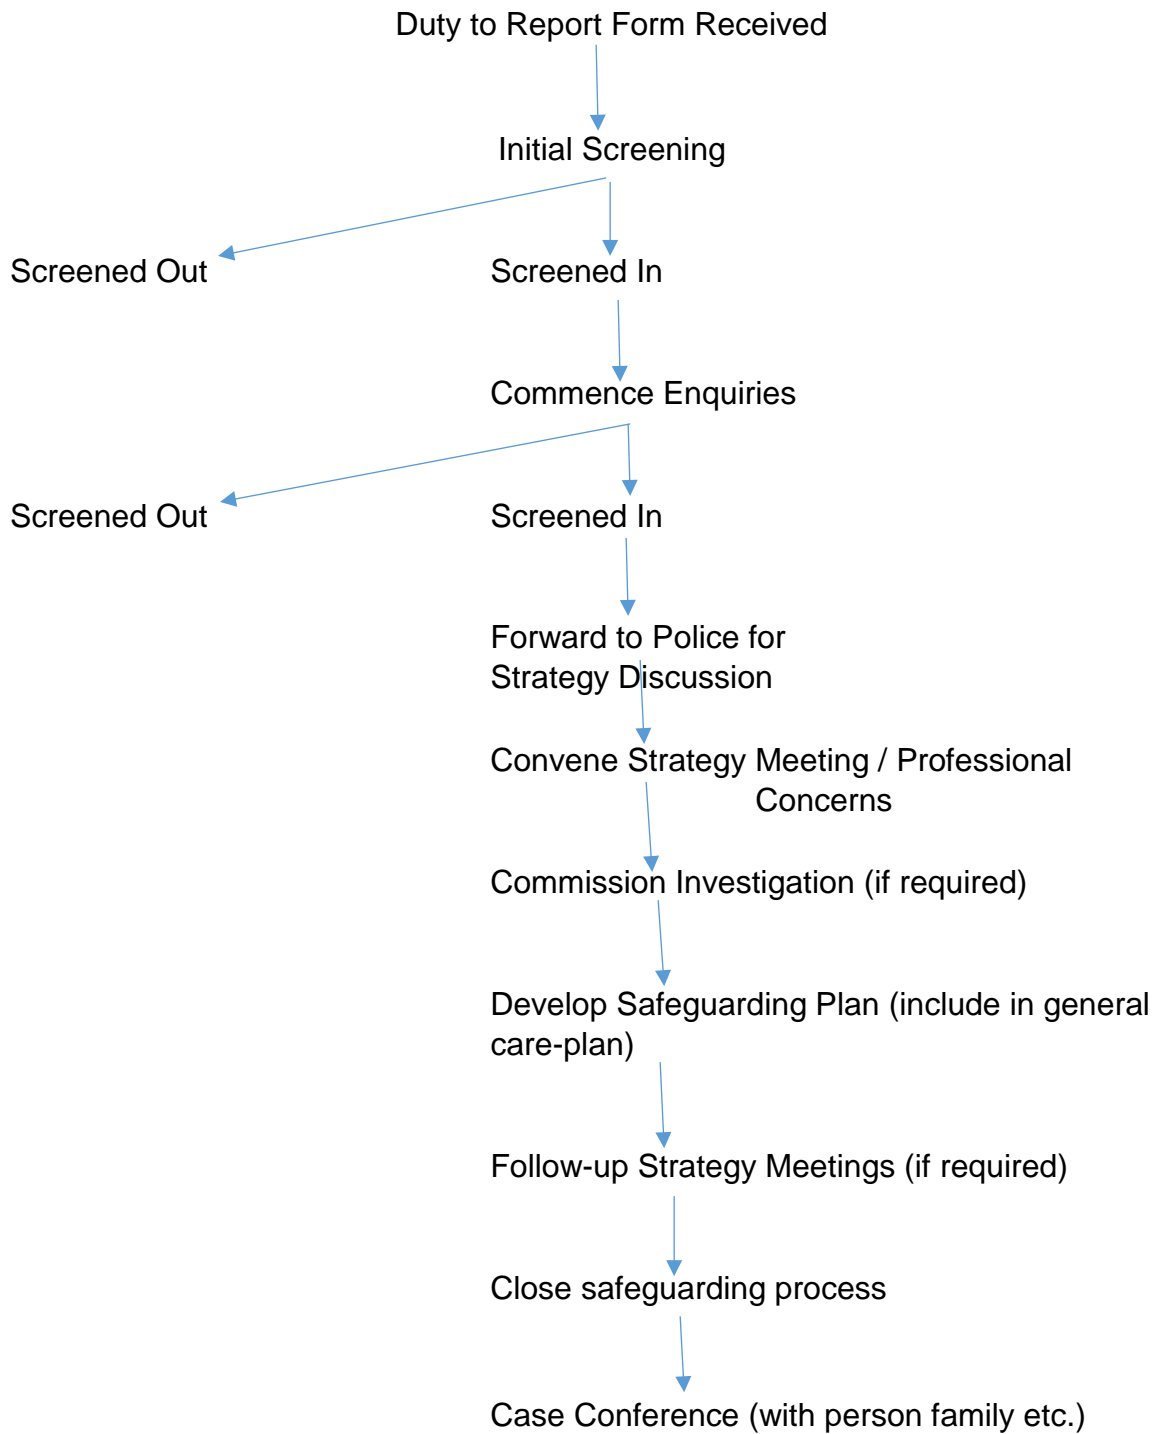 Duty to Report Form Received
Initial Screening
Screened Out
Screened In
Commence Enquiries
Screened Out
Screened In
Forward to Police for
Strategy Discussion
Convene Strategy Meeting / Professional
Concerns
Commission Investigation (if required)
Develop Safeguarding Plan (include in general
care-plan)
Follow-up Strategy Meetings (if required)
Close safeguarding process
Case Conference (with person family etc.)